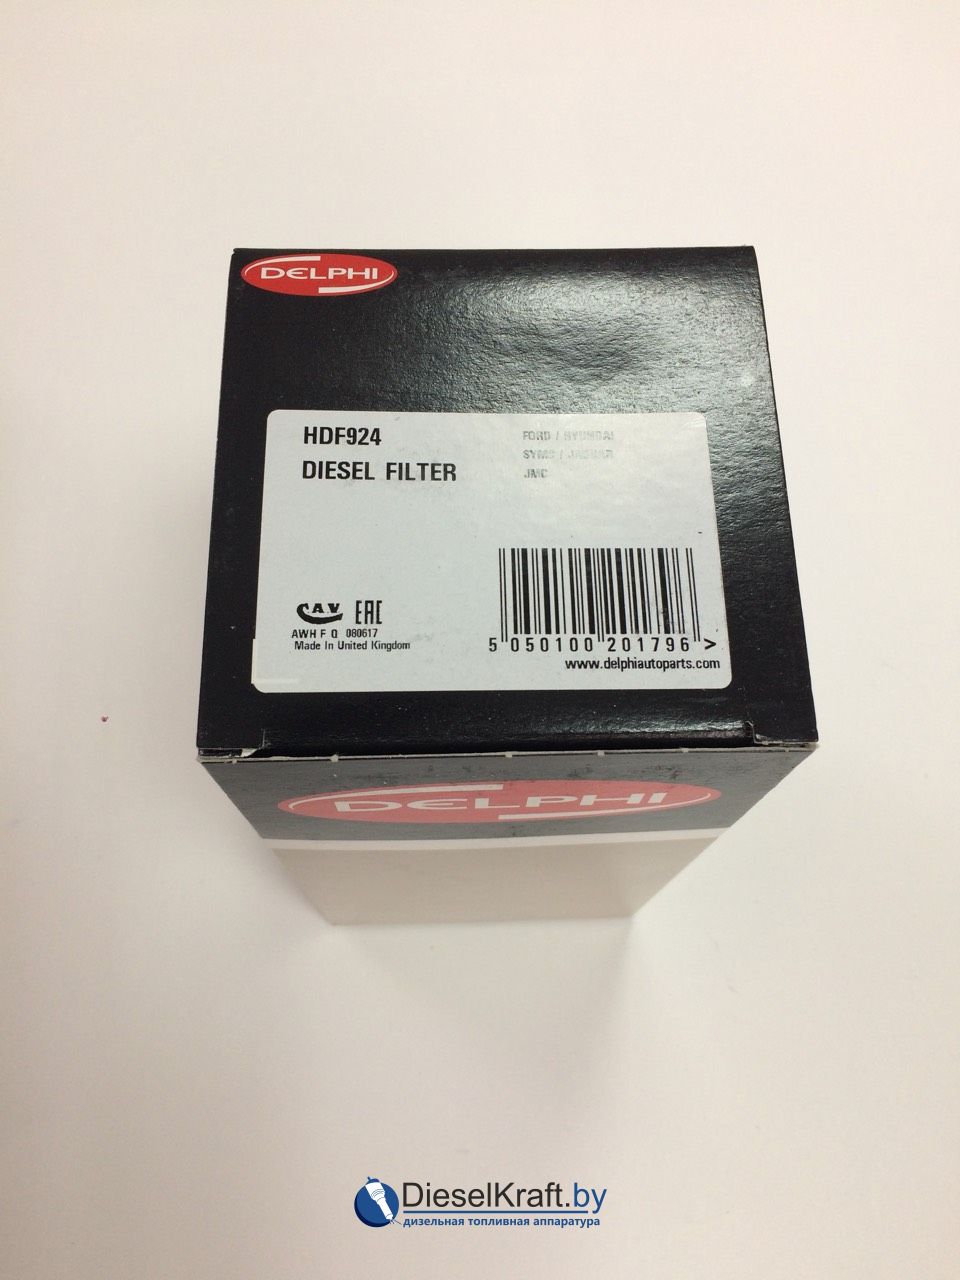 DELPHI
HDF924
DIESEL FILTER
FORD / HYUNDAI
SYMC / JAGUAR
JMC
CAV EAC
AWH F Q 080617
Made In United Kingdom
5 050100 201796 >
www.delphiautoparts.com
DELPHI
DieselKraft.by
дизельная топливная аппаратура